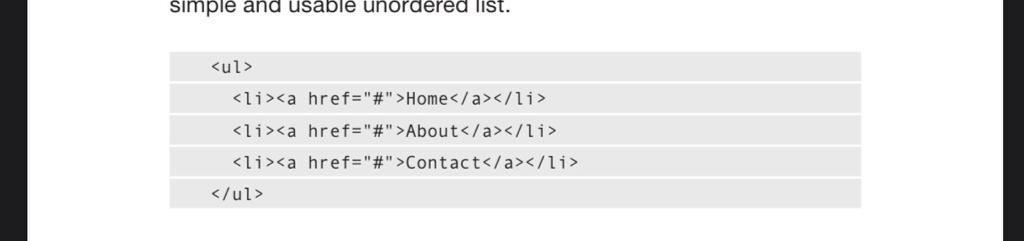 simple and usable unordered list.
<ul>
<li><a href="#">Home</a></li>
<li><a href="#">About</a></li>
<li><a href="#">Contact</a></li>
</ul>